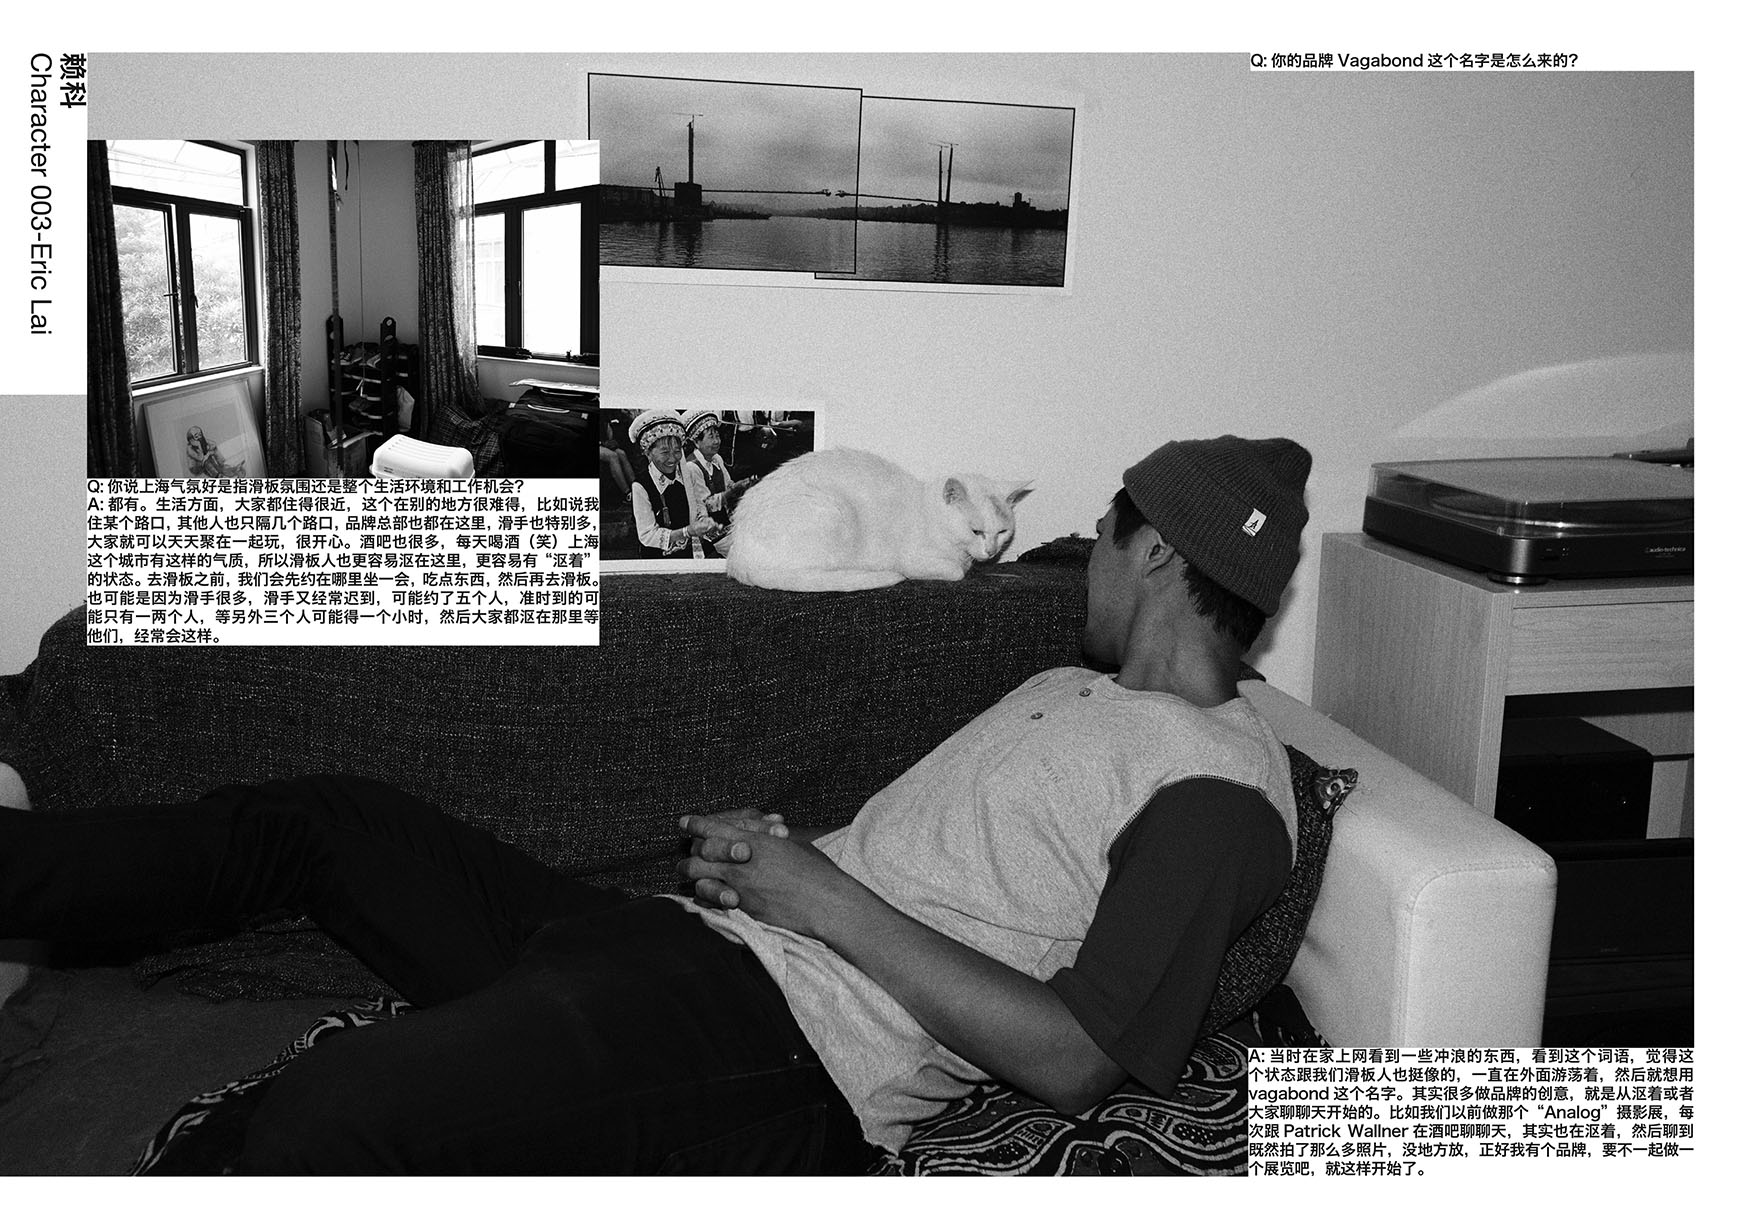 赖科
Character 003-Eric Lai
Q: 你说上海气氛好是指滑板氛围还是整个生活环境和工作机会？
A: 都有。生活方面，大家都住得很近，这个在别的地方很难得，比如说我
住某个路口，其他人也只隔几个路口，品牌总部也都在这里，滑手也特别多，
大家就可以天天聚在一起玩，很开心。酒吧也很多，每天喝酒（笑）上海
这个城市有这样的气质，所以滑板人也更容易沤在这里，更容易有“沤着”
的状态。去滑板之前，我们会先约在哪里坐一会，吃点东西，然后再去滑板。
也可能是因为滑手很多，滑手又经常迟到，可能约了五个人，准时到的可
能只有一两个人，等另外三个人可能得一个小时，然后大家都沤在那里等
他们，经常会这样。
Q: 你的品牌 Vagabond 这个名字是怎么来的？
audio-technica
A: 当时在家上网看到一些冲浪的东西，看到这个词语，觉得这
个状态跟我们滑板人也挺像的，一直在外面游荡着，然后就想用
vagabond 这个名字。其实很多做品牌的创意，就是从沤着或者
大家聊聊天开始的。比如我们以前做那个“Analog”摄影展，每
次跟 Patrick Wallner 在酒吧聊聊天，其实也在沤着，然后聊到
既然拍了那么多照片，没地方放，正好我有个品牌，要不一起做一
个展览吧，就这样开始了。